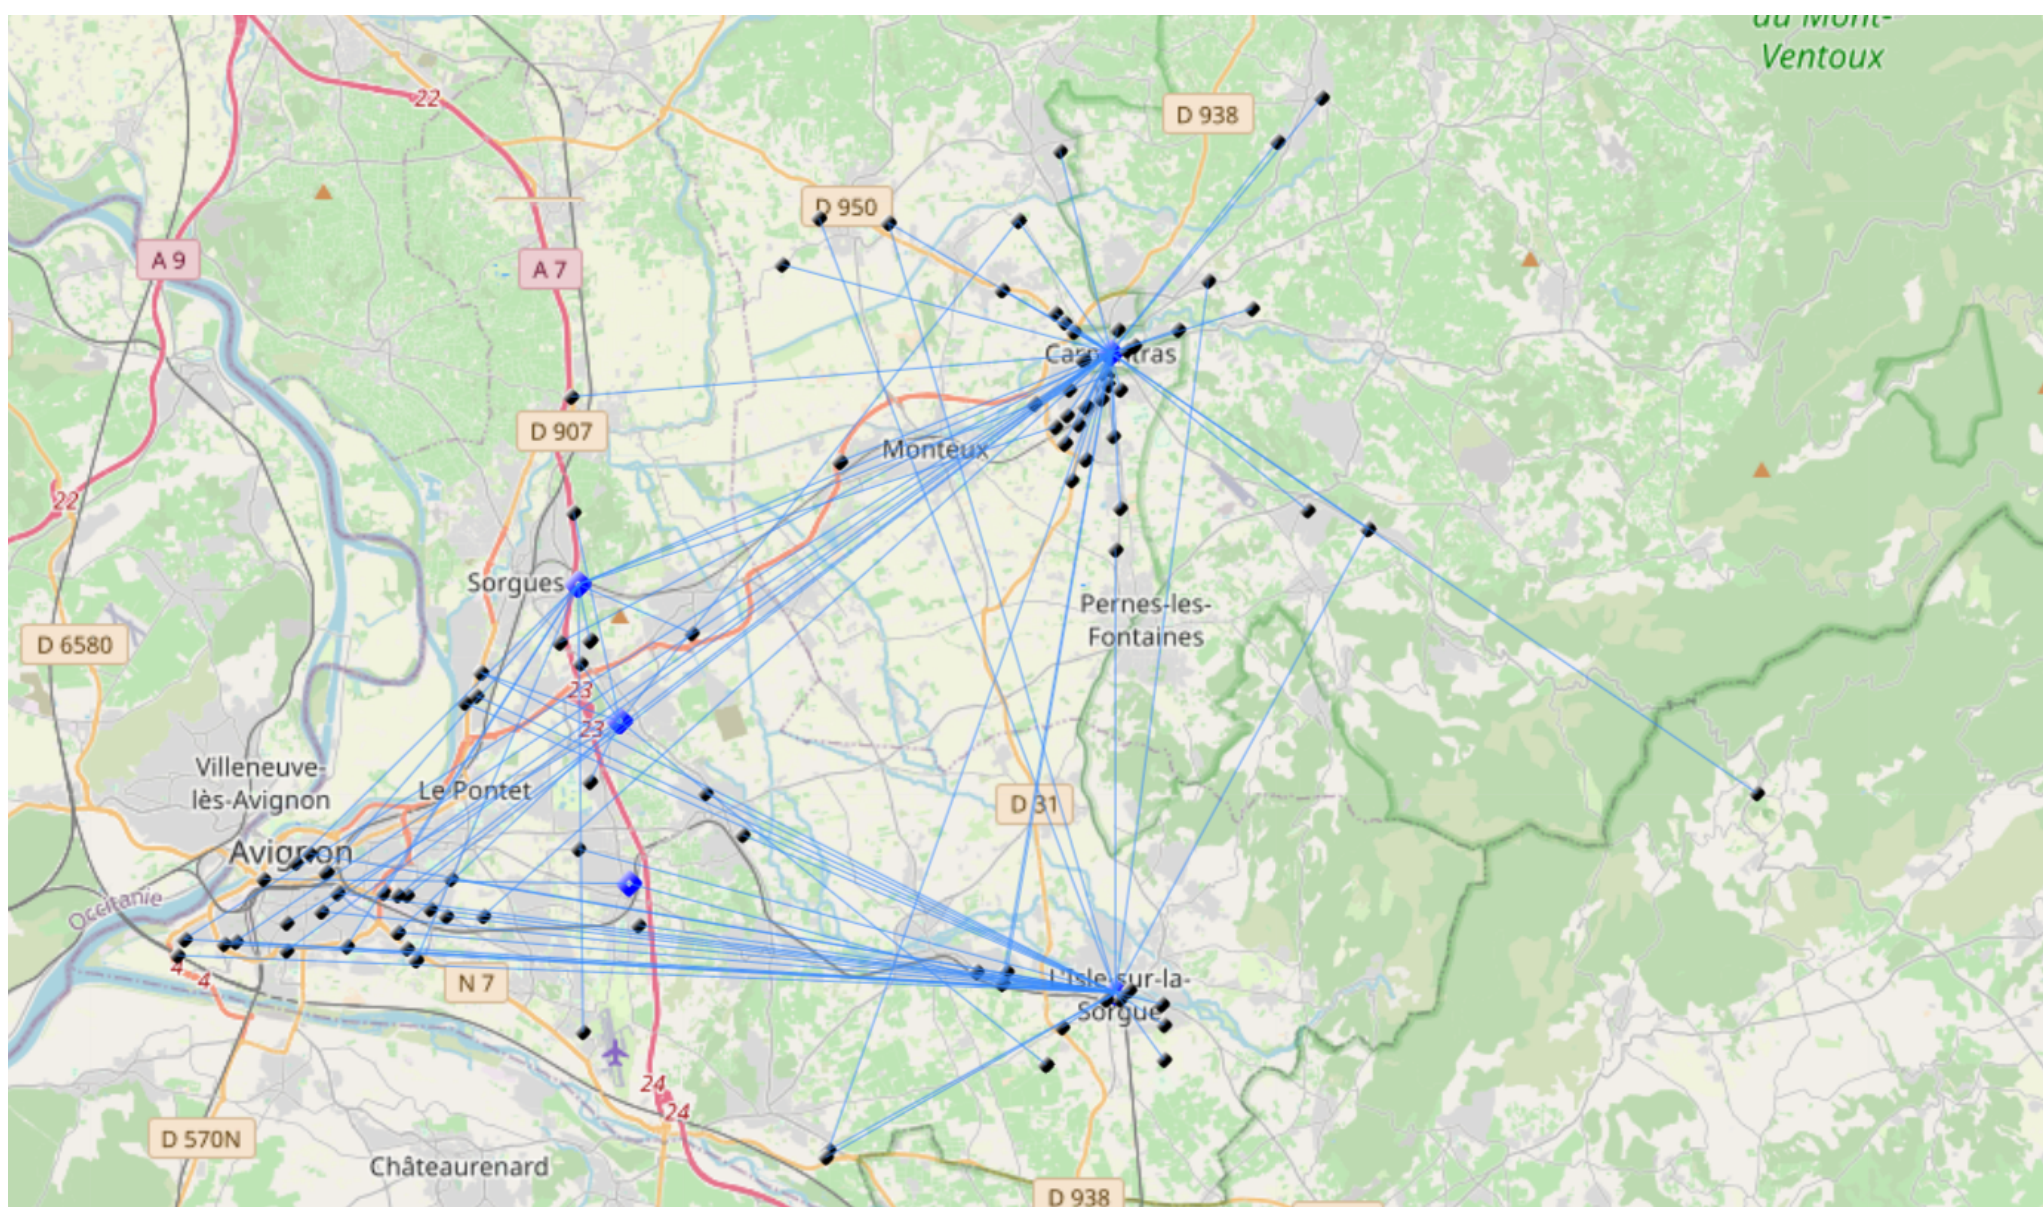 du Mont-
Ventoux
22
D 938
D 950
A 9
A 7
Carpentras
D 907
Monteux
22
Sorgues
Pernes-les-
Fontaines
D 6580
23
23
Villeneuve-
lès-Avignon
Le Pontet
D 31
Avignon
Occitanie
4
4
N 7
L'Isle-sur-la-
Sorgue
24
24
D 570N
Châteaurenard
D 938